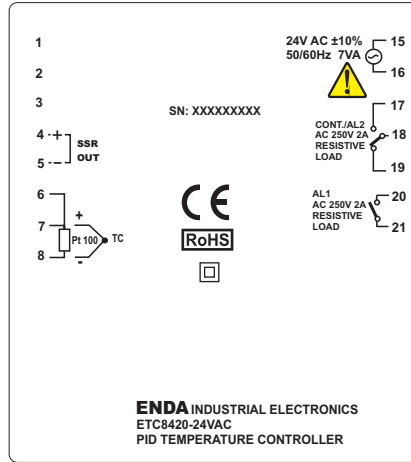 1
2
3
4 +
5 -
SSR
OUT
6
7
8
+
-
Pt 100
TC
SN: XXXXXXXXX
CE
RoHS
24V AC ±10%
50/60Hz 7VA
15
16
17
CONT./AL2
AC 250V 2A
RESISTIVE
LOAD
18
19
AL1
AC 250V 2A
RESISTIVE
LOAD
20
21
ENDA INDUSTRIAL ELECTRONICS
ETC8420-24VAC
PID TEMPERATURE CONTROLLER